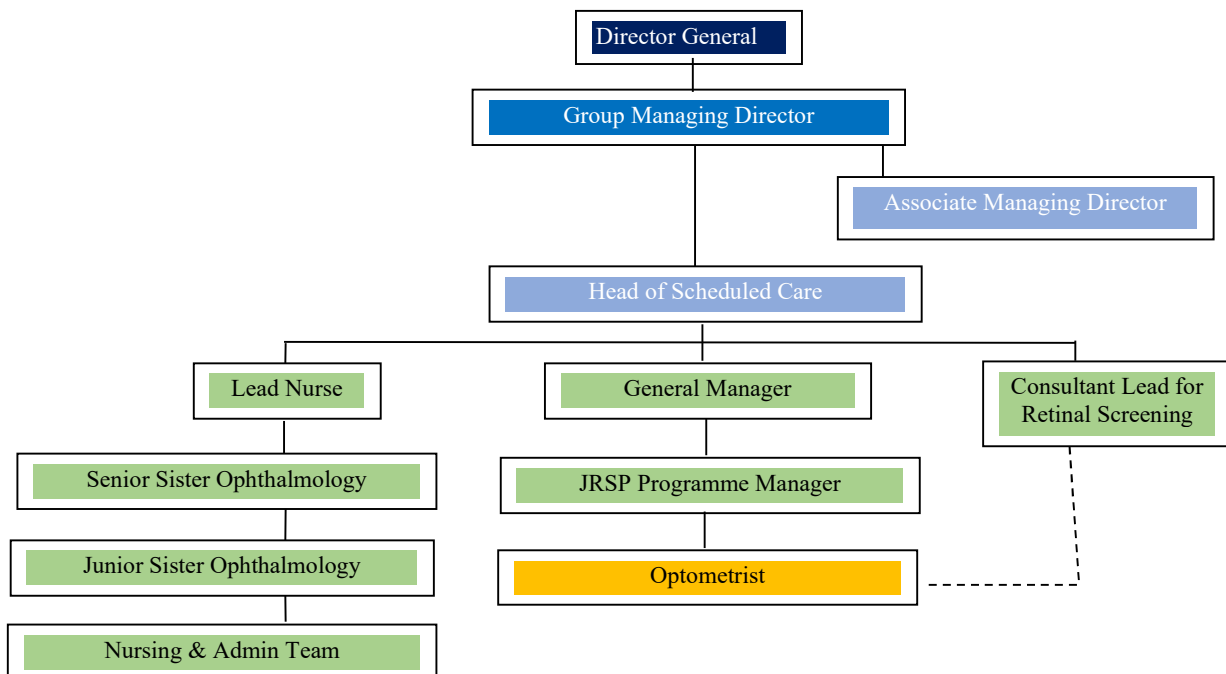 Director General
Group Managing Director
Associate Managing Director
Head of Scheduled Care
Lead Nurse
General Manager
Consultant Lead for
Retinal Screening
Senior Sister Ophthalmology
JRSP Programme Manager
Junior Sister Ophthalmology
Optometrist
Nursing & Admin Team